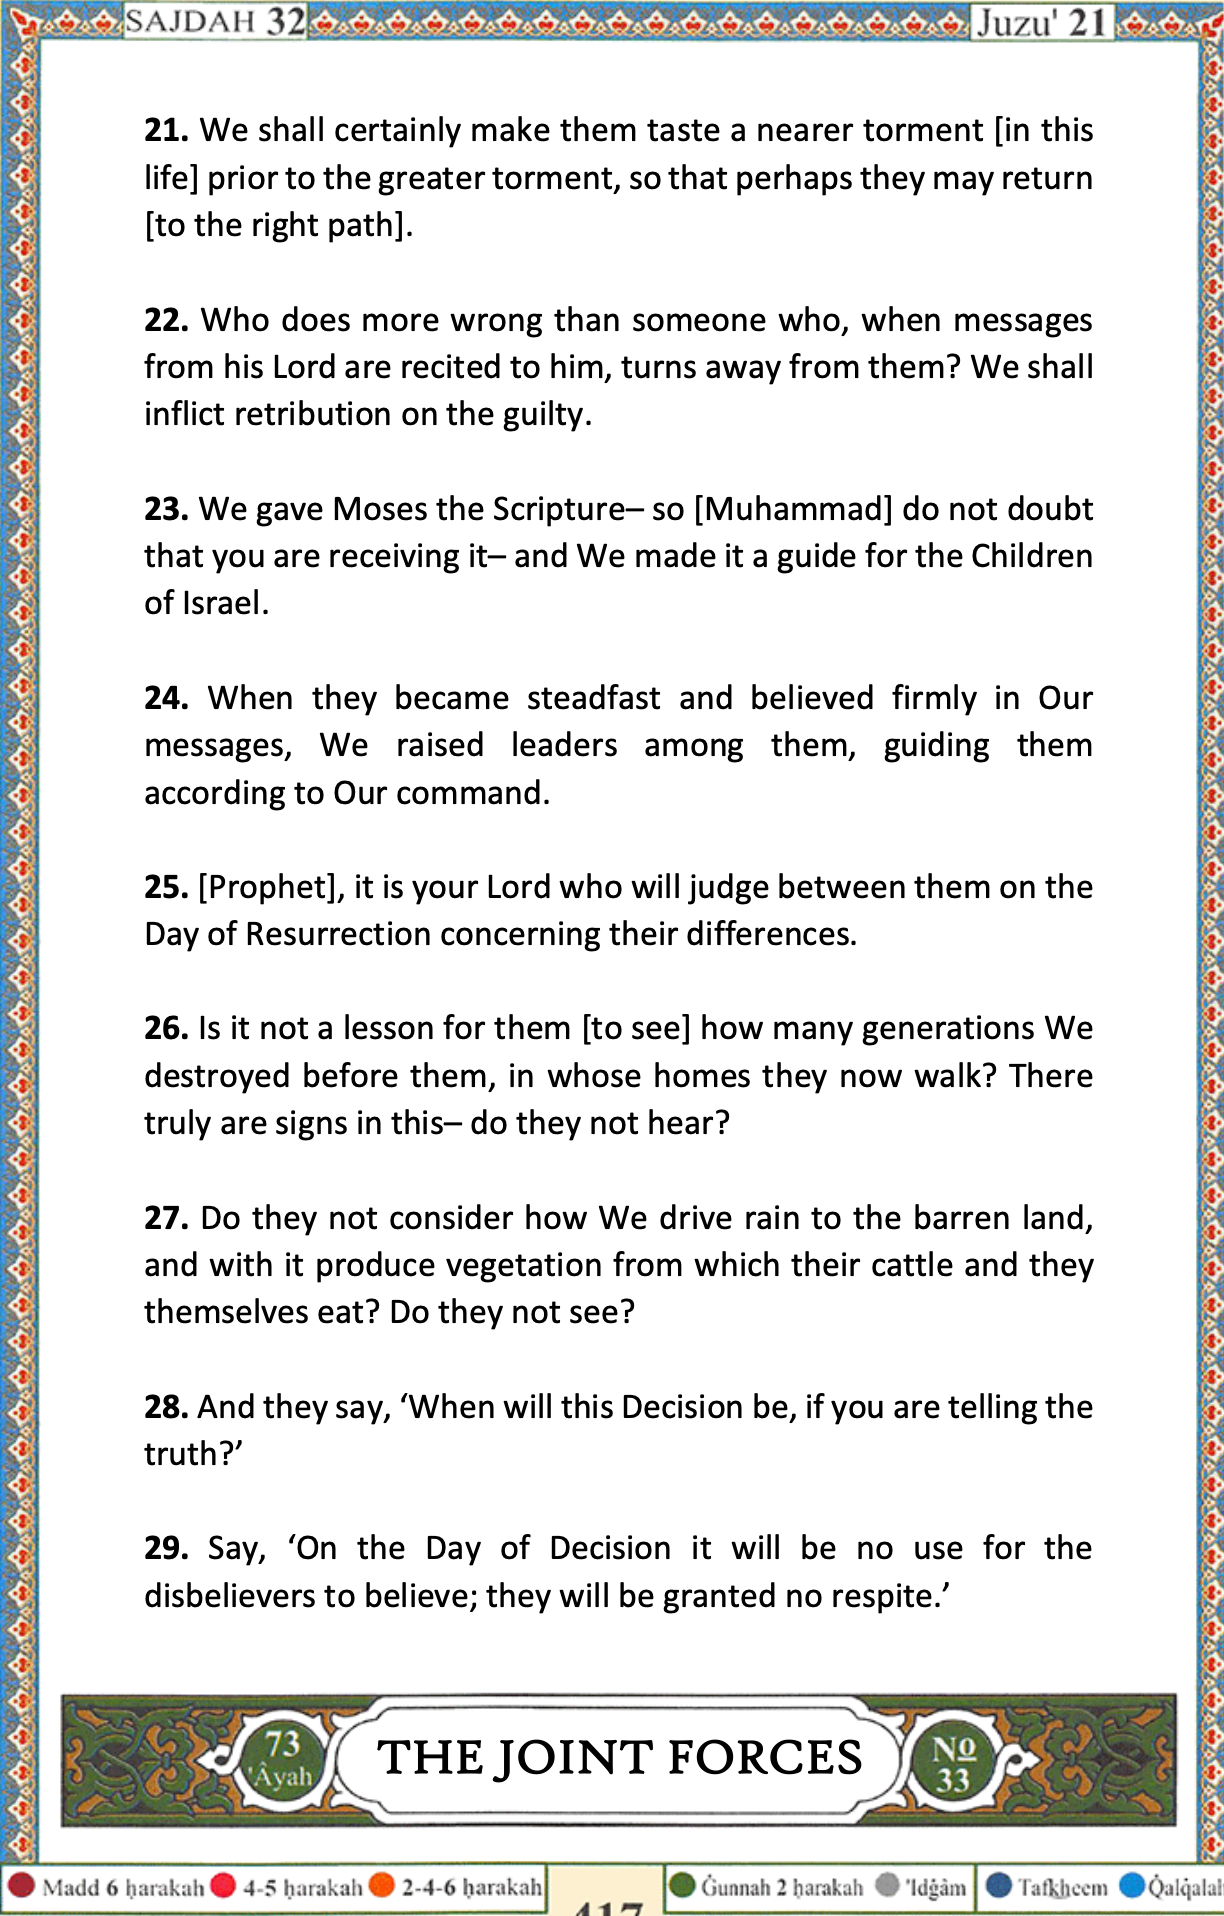 SAJDAH 32
Juzu' 21
21. We shall certainly make them taste a nearer torment [in this
life] prior to the greater torment, so that perhaps they may return
[to the right path].
22. Who does more wrong than someone who, when messages
from his Lord are recited to him, turns away from them? We shall
inflict retribution on the guilty.
23. We gave Moses the Scripture– so [Muhammad] do not doubt
that you are receiving it– and We made it a guide for the Children
of Israel.
24. When they became steadfast and believed firmly in Our
messages, We raised leaders among them, guiding them
according to Our command.
25. [Prophet], it is your Lord who will judge between them on the
Day of Resurrection concerning their differences.
26. Is it not a lesson for them [to see] how many generations We
destroyed before them, in whose homes they now walk? There
truly are signs in this– do they not hear?
27. Do they not consider how We drive rain to the barren land,
and with it produce vegetation from which their cattle and they
themselves eat? Do they not see?
28. And they say, ‘When will this Decision be, if you are telling the
truth?’
29. Say, ‘On the Day of Decision it will be no use for the
disbelievers to believe; they will be granted no respite.’
73
'Âyah
THE JOINT FORCES
No
33
Madd 6 ḥarakah 4-5 ḥarakah 2-4-6 ḥarakah
417
Ġunnah 2 ḥarakah 'Idġâm Tafkheem Qalqalah